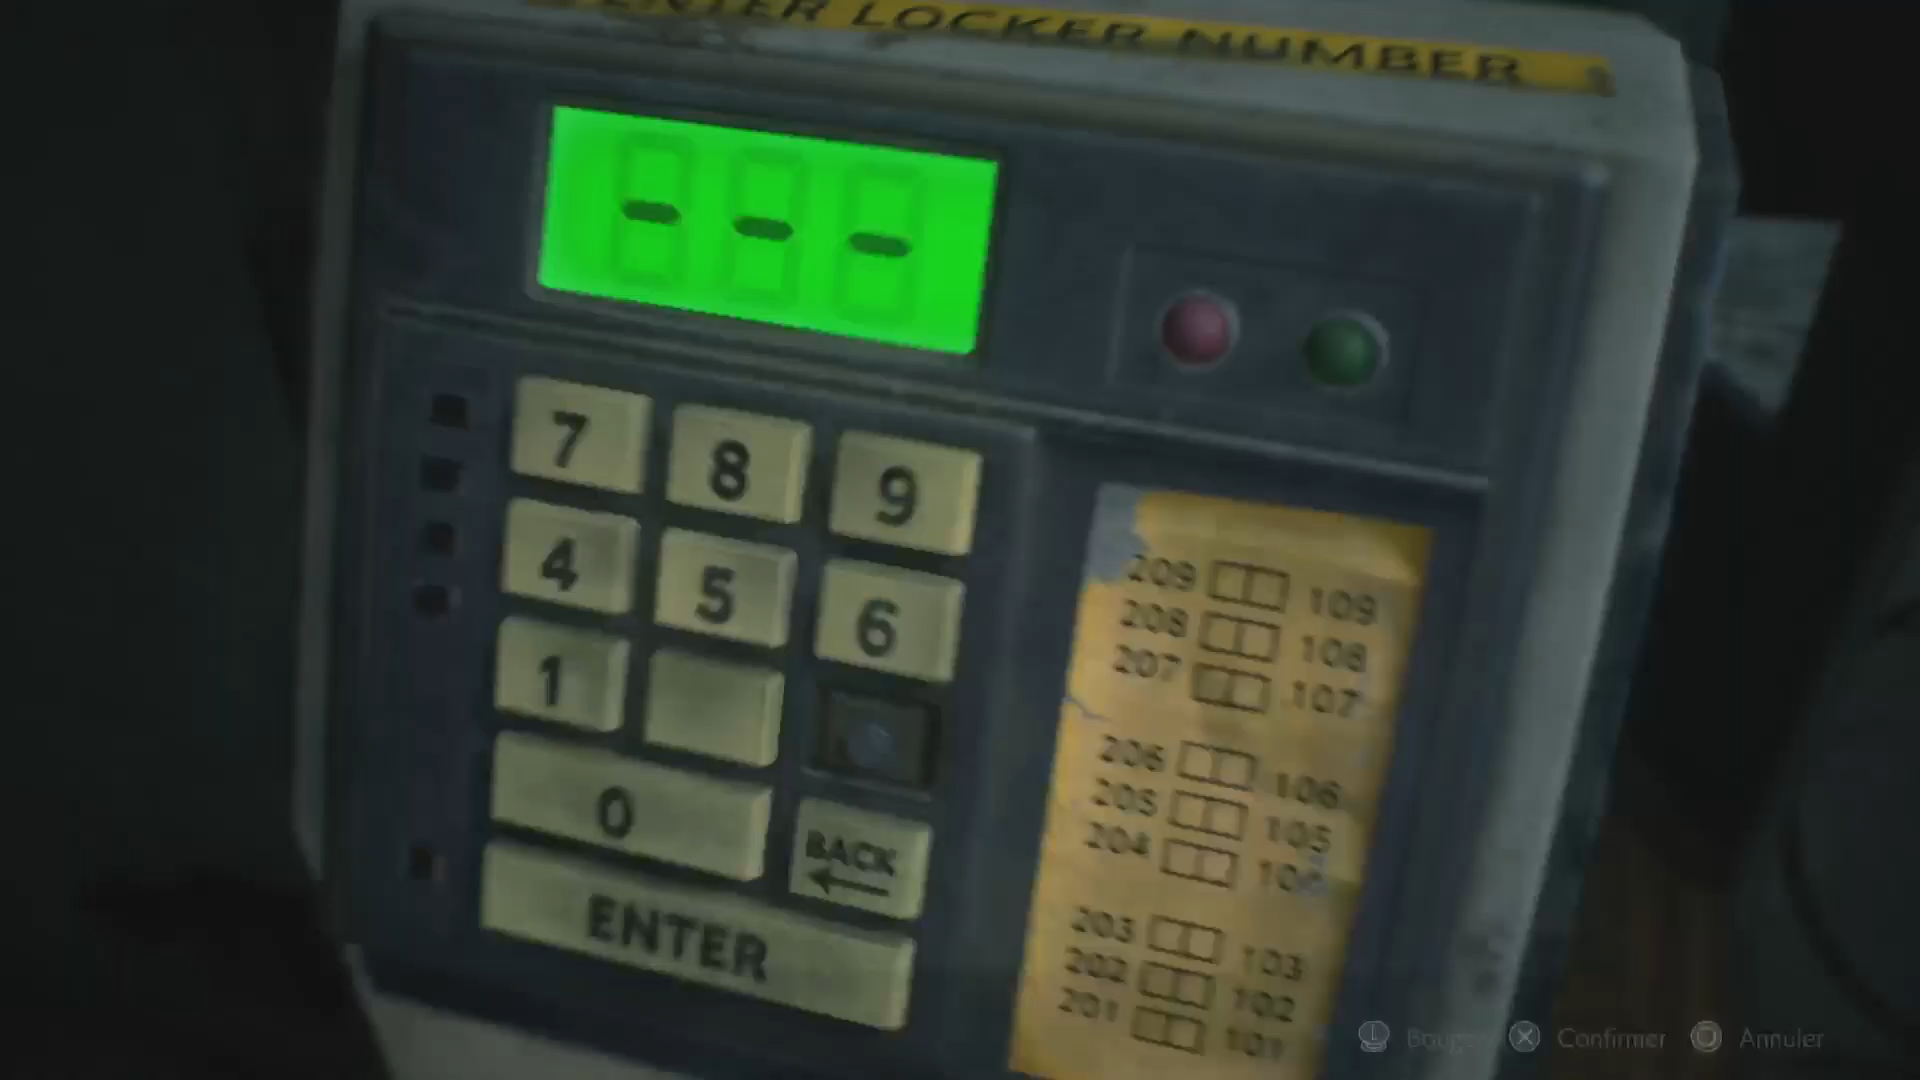 ENTER LOCKER NUMBER
7 8 9
4 5 6
1
0
BACK
ENTER
209 109
208 108
207 107
206 106
205 105
204
203 103
202 102
201 101
Confirmer
Annuler